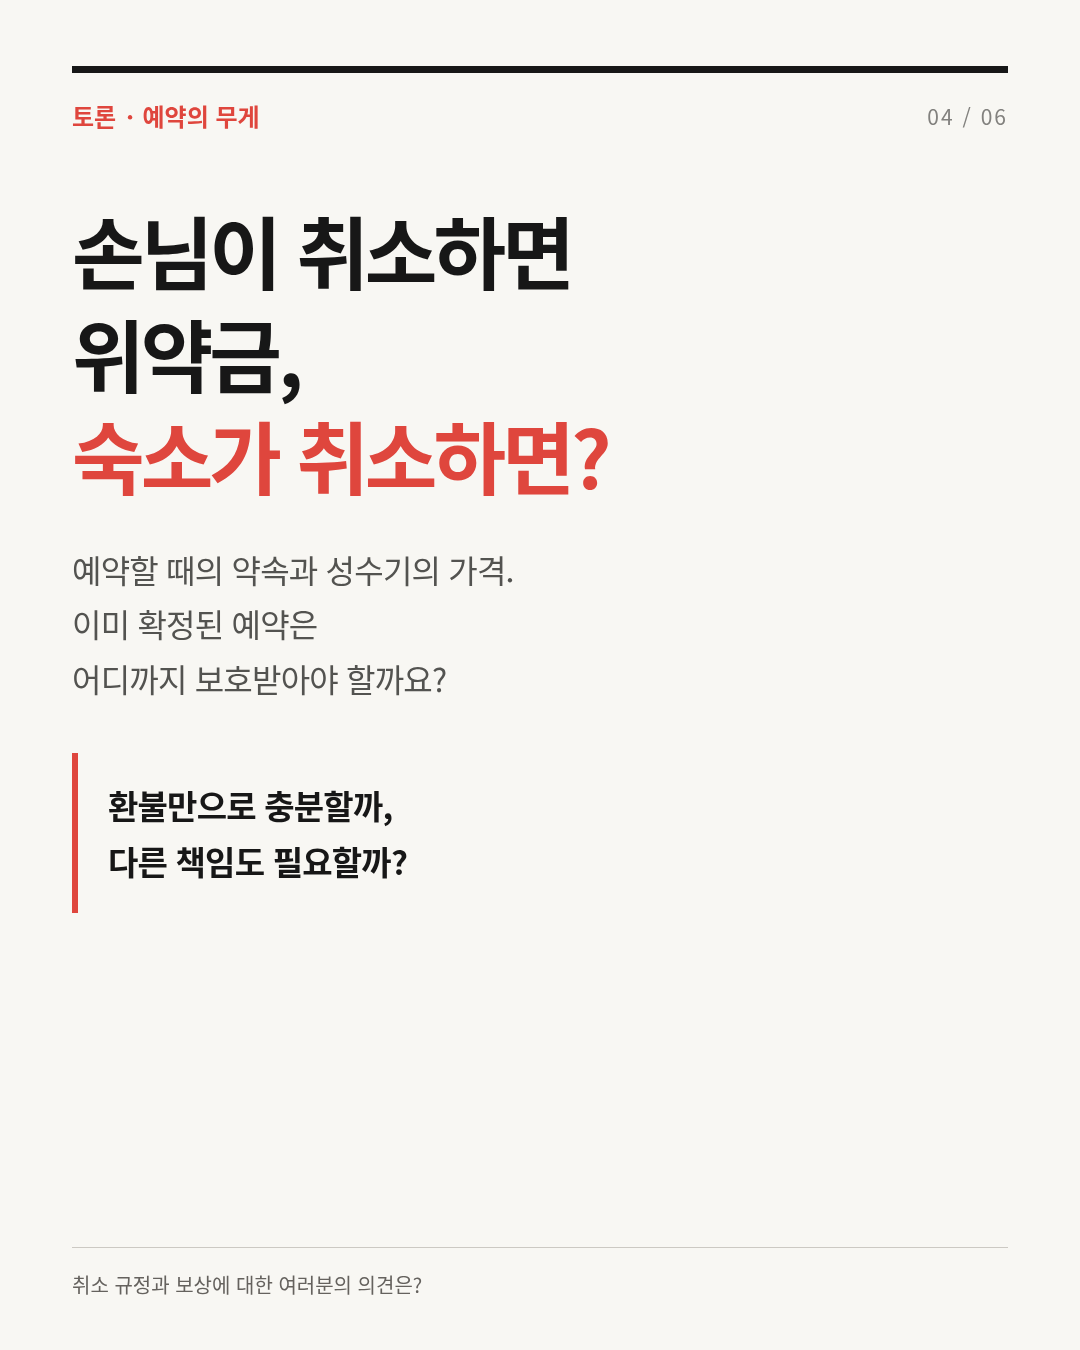 토론 · 예약의 무게
04 / 06
손님이 취소하면
위약금,
숙소가 취소하면?
예약할 때의 약속과 성수기의 가격.
이미 확정된 예약은
어디까지 보호받아야 할까요?
환불만으로 충분할까,
다른 책임도 필요할까?
취소 규정과 보상에 대한 여러분의 의견은?